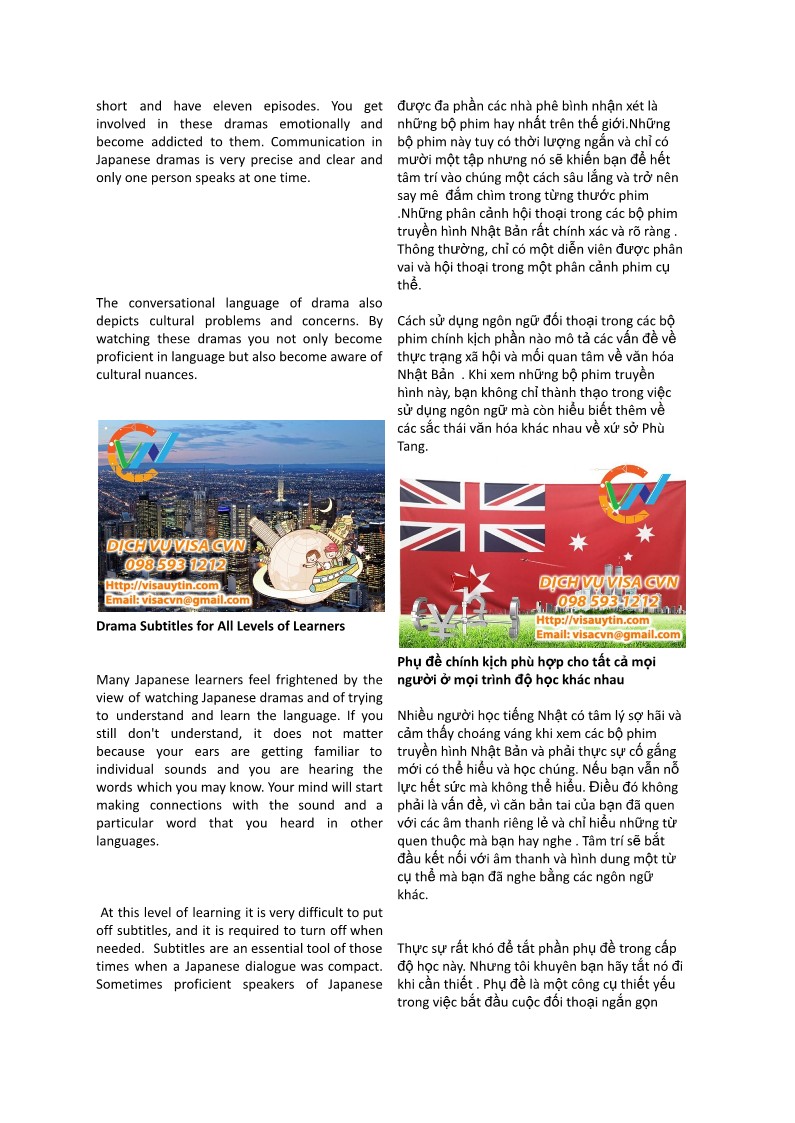 short and have eleven episodes. You get
involved in these dramas emotionally and
become addicted to them. Communication in
Japanese dramas is very precise and clear and
only one person speaks at one time.
The conversational language of drama also
depicts cultural problems and concerns. By
watching these dramas you not only become
proficient in language but also become aware of
cultural nuances.
CVN
DỊCH VỤ VISA CVN
098 593 1212
Http://visauytin.com
Email: visacvn@gmail.com
Drama Subtitles for All Levels of Learners
Many Japanese learners feel frightened by the
view of watching Japanese dramas and of trying
to understand and learn the language. If you
still don't understand, it does not matter
because your ears are getting familiar to
individual sounds and you are hearing the
words which you may know. Your mind will start
making connections with the sound and a
particular word that you heard in other
languages.
At this level of learning it is very difficult to put
off subtitles, and it is required to turn off when
needed. Subtitles are an essential tool of those
times when a Japanese dialogue was compact.
Sometimes proficient speakers of Japanese
được đa phần các nhà phê bình nhận xét là
những bộ phim hay nhất trên thế giới.Những
bộ phim này tuy có thời lượng ngắn và chỉ có
mười một tập nhưng nó sẽ khiến bạn để hết
tâm trí vào chúng một cách sâu lắng và trở nên
say mê đắm chìm trong từng thước phim
.Những phân cảnh hội thoại trong các bộ phim
truyền hình Nhật Bản rất chính xác và rõ ràng .
Thông thường, chỉ có một diễn viên được phân
vai và hội thoại trong một phân cảnh phim cụ
thể.
Cách sử dụng ngôn ngữ đối thoại trong các bộ
phim chính kịch phần nào mô tả các vấn đề về
thực trạng xã hội và mối quan tâm về văn hóa
Nhật Bản . Khi xem những bộ phim truyền
hình này, bạn không chỉ thành thạo trong việc
sử dụng ngôn ngữ mà còn hiểu biết thêm về
các sắc thái văn hóa khác nhau về xứ sở Phù
Tang.
CVN
DỊCH VỤ VISA CVN
098 593 1212
Http://visauytin.com
Email: visacvn@gmail.com
Phụ đề chính kịch phù hợp cho tất cả mọi
người ở mọi trình độ học khác nhau
Nhiều người học tiếng Nhật có tâm lý sợ hãi và
cảm thấy choáng váng khi xem các bộ phim
truyền hình Nhật Bản và phải thực sự cố gắng
mới có thể hiểu và học chúng. Nếu bạn vẫn nỗ
lực hết sức mà không thể hiểu. Điều đó không
phải là vấn đề, vì căn bản tai của bạn đã quen
với các âm thanh riêng lẻ và chỉ hiểu những từ
quen thuộc mà bạn hay nghe . Tâm trí sẽ bắt
đầu kết nối với âm thanh và hình dung một từ
cụ thể mà bạn đã nghe bằng các ngôn ngữ
khác.
Thực sự rất khó để tắt phần phụ đề trong cấp
độ học này. Nhưng tôi khuyên bạn hãy tắt nó đi
khi cần thiết . Phụ đề là một công cụ thiết yếu
trong việc bắt đầu cuộc đối thoại ngắn gọn